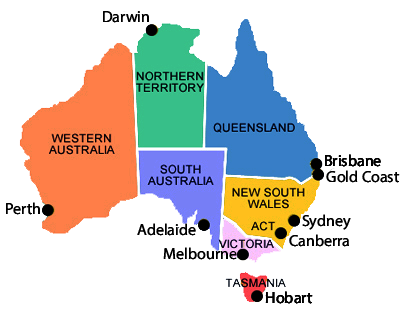 Darwin
NORTHERN
TERRITORY
QUEENSLAND
WESTERN
AUSTRALIA
Brisbane
Gold Coast
SOUTH
AUSTRALIA
NEW SOUTH
WALES
Perth
Sydney
ACT
Adelaide
Canberra
VICTORIA
Melbourne
TASMANIA
Hobart